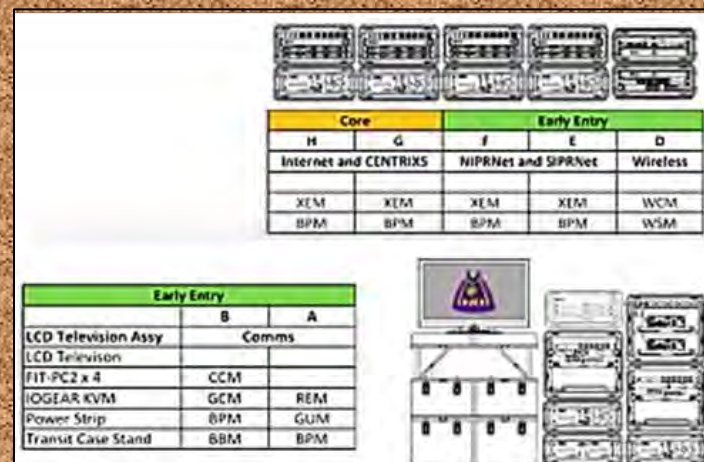 Core Early Entry
H G F E D
Internet and CENTRIXS NIPRNet and SIPRNet Wireless
XEM XEM XEM XEM WCM
BPM BPM BPM BPM WSM
Early Entry
B A
LCD Television Assy Comms
LCD Televison
FIT-PC2 x 4 CCM
IOGEAR KVM GCM REM
Power Strip BPM GUM
Transit Case Stand BBM BPM